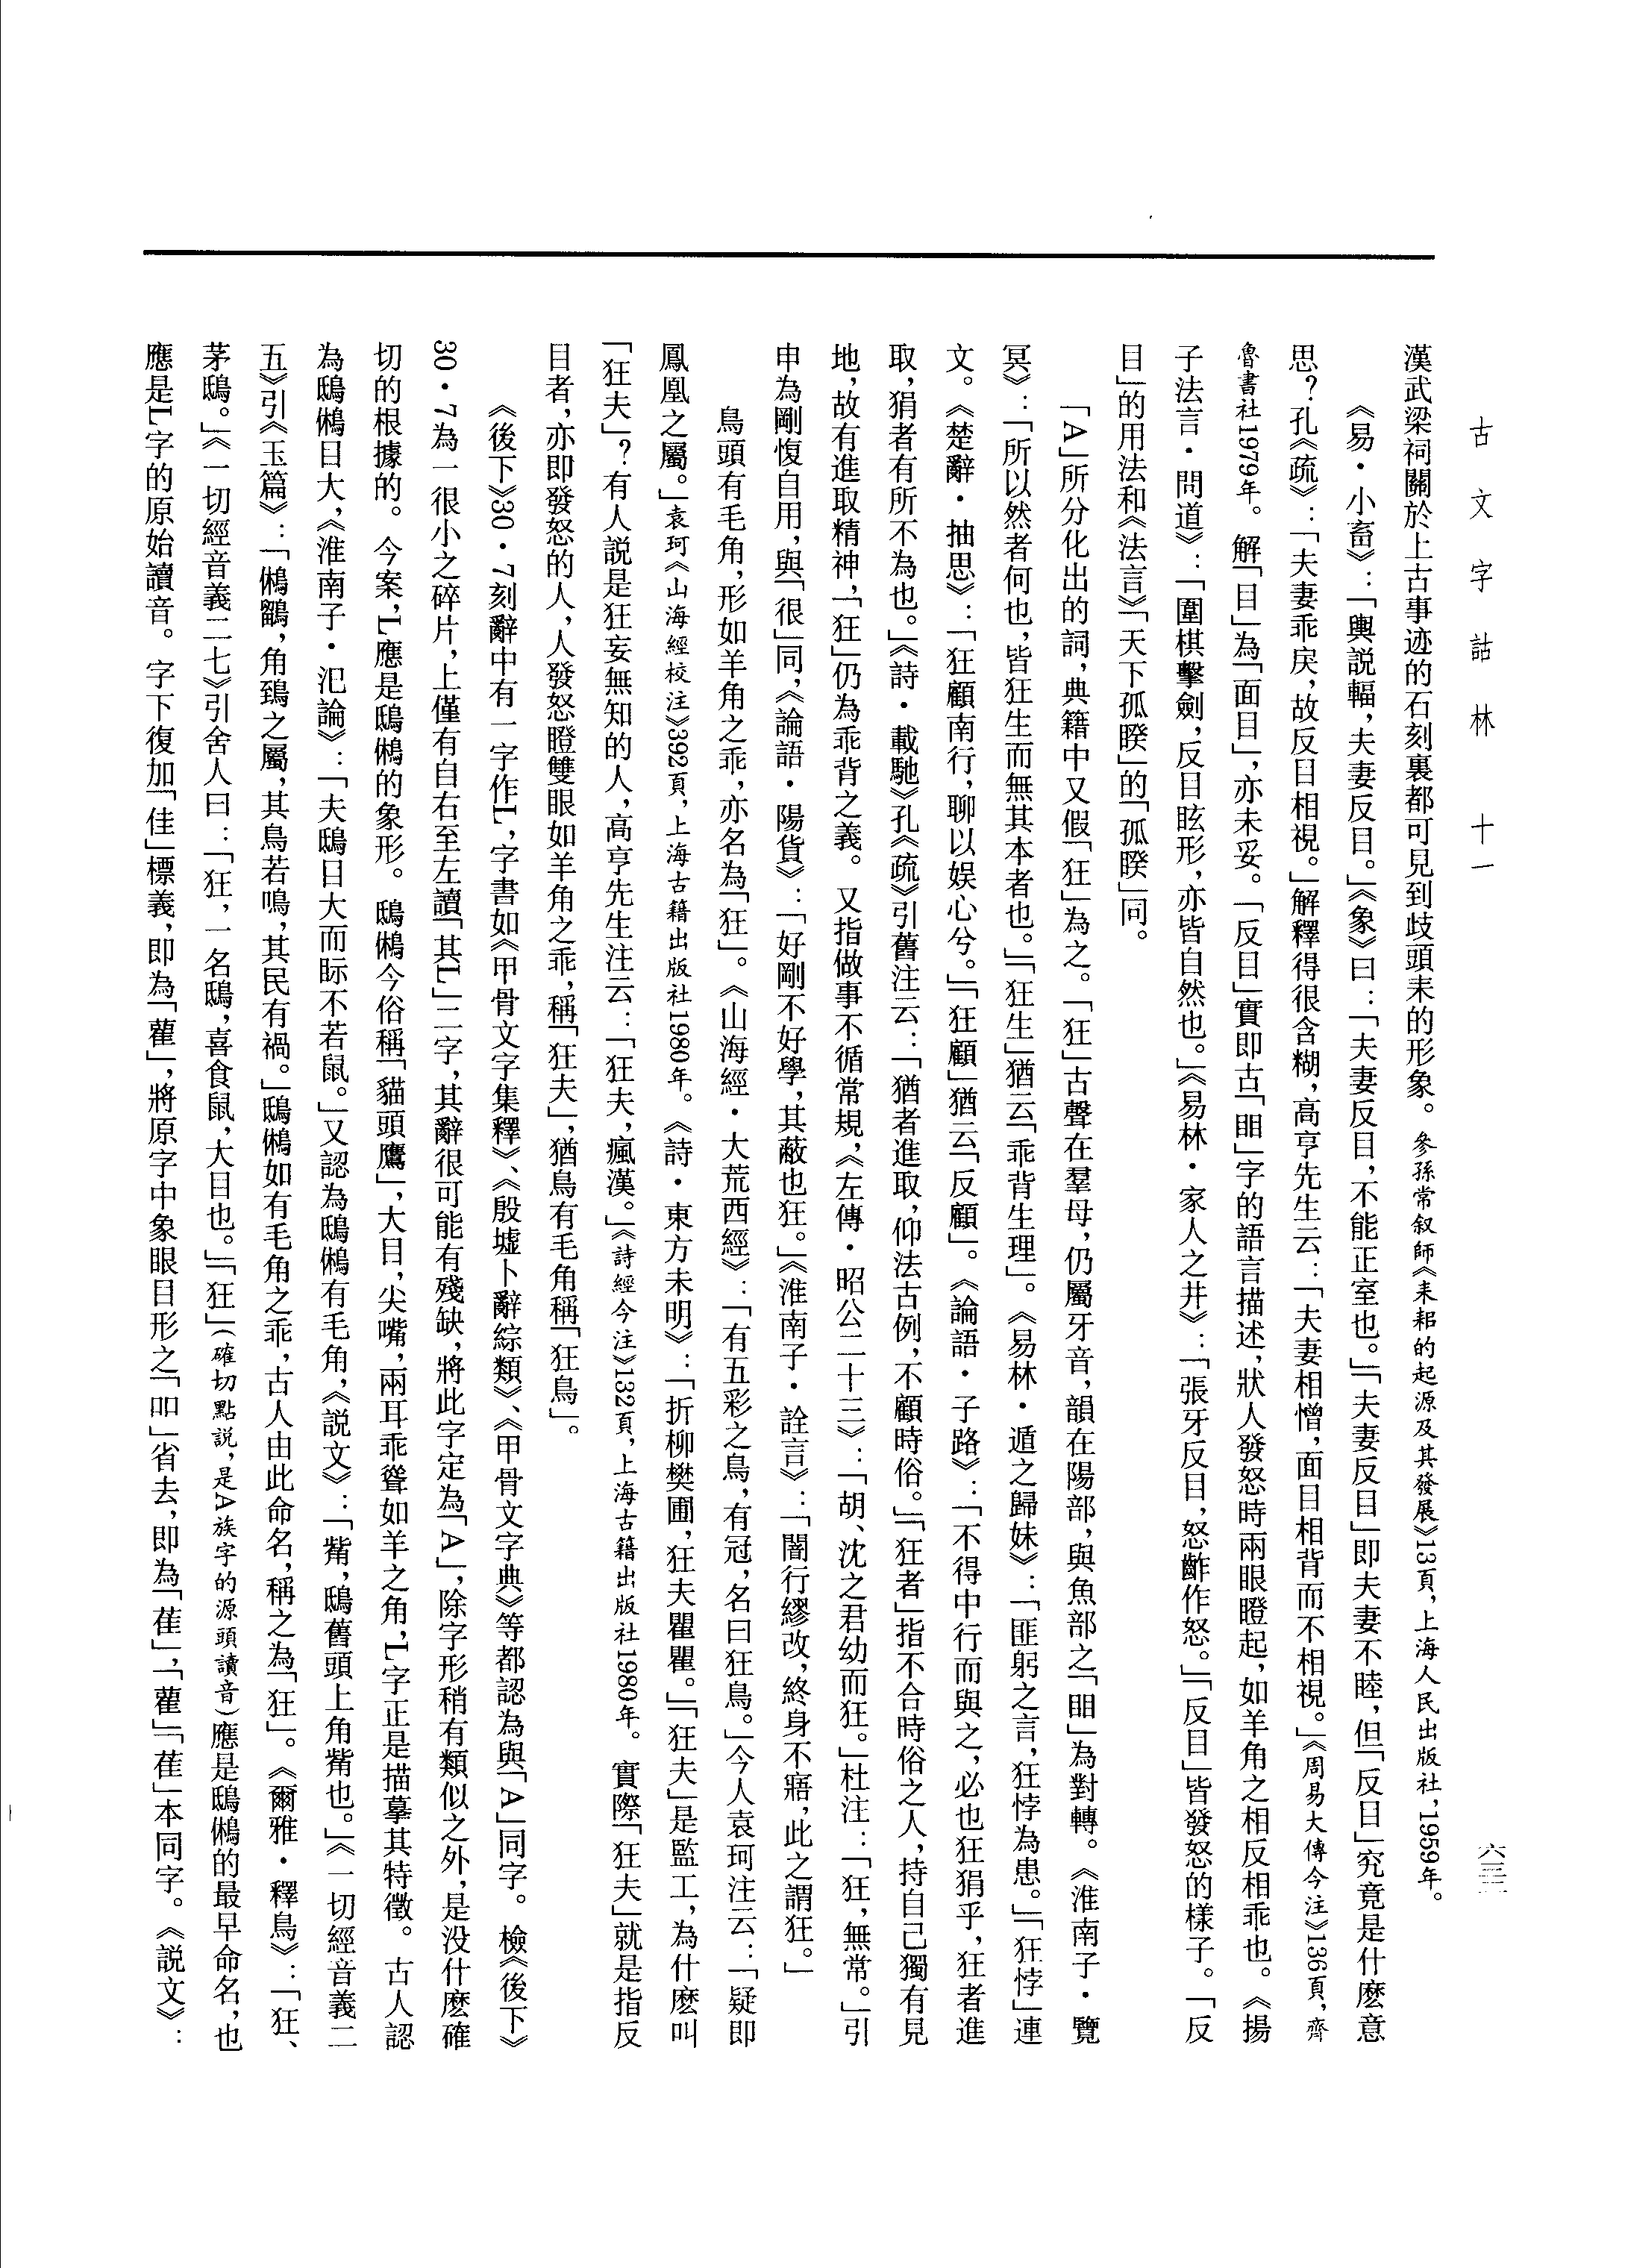 古文字詁林 十一
六三二
漢武梁祠關於上古事迹的石刻裏都可見到歧頭耒的形象。參孫常叙師《耒耜的起源及其發展》13頁，上海人民出版社，1959年。
《易·小畜》：「輿説輻，夫妻反目。」《象》曰：「夫妻反目，不能正室也。」「夫妻反目」即夫妻不睦，但「反目」究竟是什麽意
思？孔《疏》：「夫妻乖戾，故反目相視。」解釋得很含糊，高亨先生云：「夫妻相憎，面目相背而不相視。」《周易大傳今注》136頁，齊
魯書社1979年。解「目」為「面目」，亦未妥。「反目」實即古「䀠」字的語言描述，狀人發怒時兩眼瞪起，如羊角之相反相乖也。《揚
子法言·問道》：「圍棋擊劍，反目眩形，亦皆自然也。」《易林·家人之井》：「張牙反目，怒齚作怒。」「反目」皆發怒的樣子。「反
目」的用法和《法言》「天下孤睽」的「孤睽」同。
「A」所分化出的詞，典籍中又假「狂」為之。「狂」古聲在羣母，仍屬牙音，韻在陽部，與魚部之「䀠」為對轉。《淮南子·覽
冥》：「所以然者何也，皆狂生而無其本者也。」「狂生」猶云「乖背生理」。《易林·遁之歸妹》：「匪躬之言，狂悖為患。」「狂悖」連
文。《楚辭·抽思》：「狂顧南行，聊以娱心兮。」「狂顧」猶云「反顧」。《論語·子路》：「不得中行而與之，必也狂狷乎，狂者進
取，狷者有所不為也。」《詩·載馳》孔《疏》引舊注云：「猶者進取，仰法古例，不顧時俗。」「狂者」指不合時俗之人，持自己獨有見
地，故有進取精神，「狂」仍為乖背之義。又指做事不循常規，《左傳·昭公二十三》：「胡、沈之君幼而狂。」杜注：「狂，無常。」引
申為剛愎自用，與「很」同，《論語·陽貨》：「好剛不好學，其蔽也狂。」《淮南子·詮言》：「闇行繆改，終身不寤，此之謂狂。」
鳥頭有毛角，形如羊角之乖，亦名為「狂」。《山海經·大荒西經》：「有五彩之鳥，有冠，名曰狂鳥。」今人袁珂注云：「疑即
鳳凰之屬。」袁珂《山海經校注》392頁，上海古籍出版社1980年。《詩·東方未明》：「折柳樊圃，狂夫瞿瞿。」「狂夫」是監工，為什麽叫
「狂夫」？有人説是狂妄無知的人，高亨先生注云：「狂夫，瘋漢。」《詩經今注》132頁，上海古籍出版社1980年。實際「狂夫」就是指反
目者，亦即發怒的人，人發怒瞪雙眼如羊角之乖，稱「狂夫」，猶鳥有毛角稱「狂鳥」。
《後下》30·7刻辭中有一字作L，字書如《甲骨文字集釋》、《殷墟卜辭綜類》、《甲骨文字典》等都認為與「A」同字。檢《後下》
30·7為一很小之碎片，上僅有自右至左讀「其L」二字，其辭很可能有殘缺，將此字定為「A」，除字形稍有類似之外，是没什麽確
切的根據的。今案，L應是鴟鵂的象形。鴟鵂今俗稱「貓頭鷹」，大目，尖嘴，兩耳乖聳如羊之角，L字正是描摹其特徵。古人認
為鴟鵂目大，《淮南子·氾論》：「夫鴟目大而眎不若鼠。」又認為鴟鵂有毛角，《説文》：「觜，鴟舊頭上角觜也。」《一切經音義二
五》引《玉篇》：「鵂鶹，角鴟之屬，其鳥若鳴，其民有禍。」鴟鵂如有毛角之乖，古人由此命名，稱之為「狂」。《爾雅·釋鳥》：「狂、
茅鴟。」《一切經音義二七》引舍人曰：「狂，一名鴟，喜食鼠，大目也。」「狂」（確切點説，是A族字的源頭讀音）應是鴟鵂的最早命名，也
應是L字的原始讀音。字下復加「隹」標義，即為「雚」，將原字中象眼目形之「吅」省去，即為「萑」，「雚」「萑」本同字。《説文》：